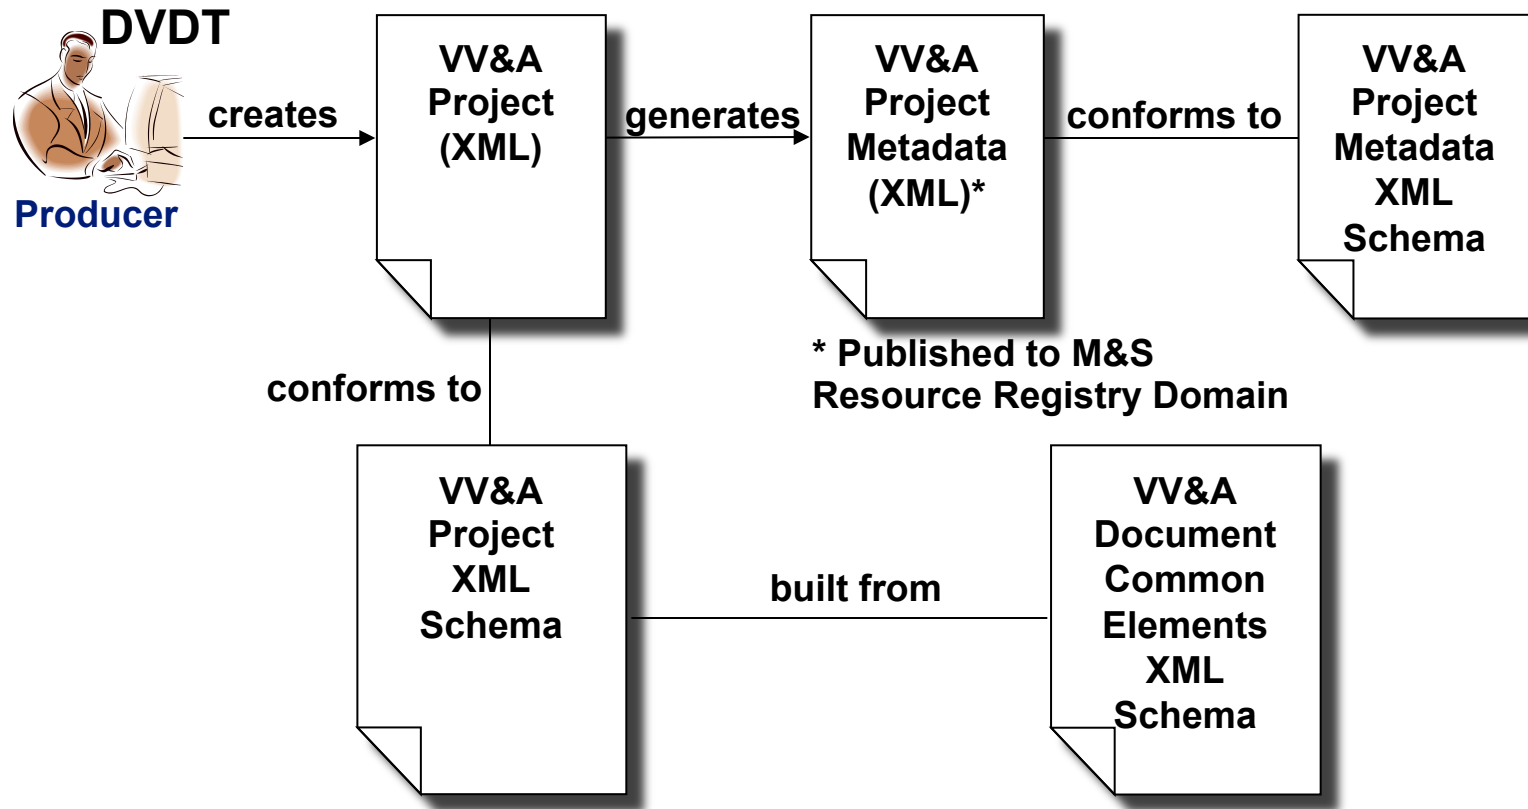 DVDT
Producer
creates
VV&A
Project
(XML)
generates
VV&A
Project
Metadata
(XML)*
conforms to
VV&A
Project
Metadata
XML
Schema
* Published to M&S
Resource Registry Domain
conforms to
VV&A
Project
XML
Schema
built from
VV&A
Document
Common
Elements
XML
Schema